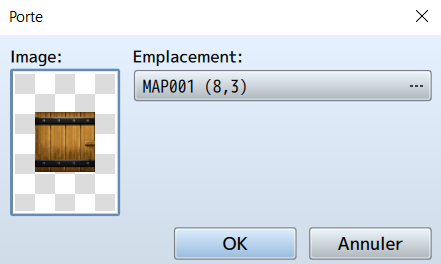 Porte
Image:
Emplacement:
MAP001 (8,3)
OK
Annuler